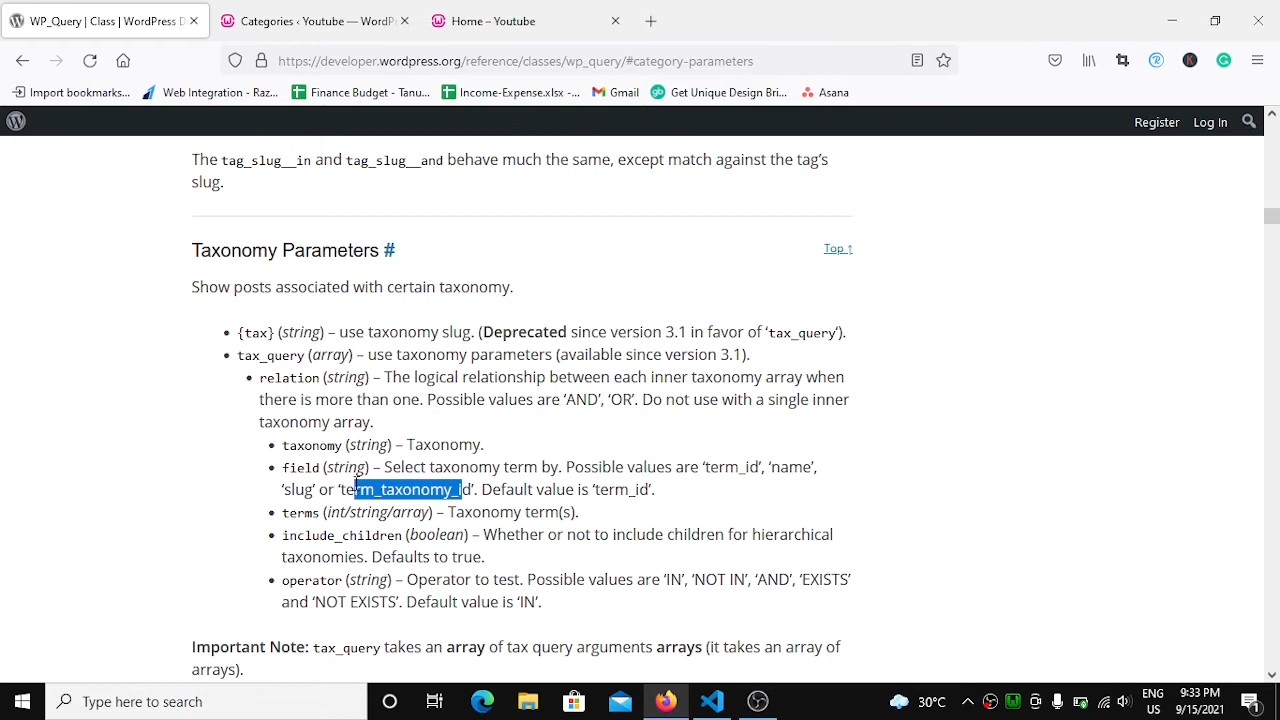 WP_Query | Class | WordPress D
Categories ‹ Youtube — WordPr
Home – Youtube
https://developer.wordpress.org/reference/classes/wp_query/#category-parameters
Import bookmarks...
Web Integration - Raz...
Finance Budget - Tanu...
Income-Expense.xlsx -...
Gmail
Get Unique Design Bri...
Asana
Register
Log In
The tag_slug__in and tag_slug__and behave much the same, except match against the tag’s
slug.
Taxonomy Parameters #
Top ↑
Show posts associated with certain taxonomy.
• {tax} (string) – use taxonomy slug. (Deprecated since version 3.1 in favor of ‘tax_query‘).
• tax_query (array) – use taxonomy parameters (available since version 3.1).
• relation (string) – The logical relationship between each inner taxonomy array when
there is more than one. Possible values are ‘AND’, ‘OR’. Do not use with a single inner
taxonomy array.
• taxonomy (string) – Taxonomy.
• field (string) – Select taxonomy term by. Possible values are ‘term_id’, ‘name’,
‘slug’ or ‘term_taxonomy_id’. Default value is ‘term_id’.
• terms (int/string/array) – Taxonomy term(s).
• include_children (boolean) – Whether or not to include children for hierarchical
taxonomies. Defaults to true.
• operator (string) – Operator to test. Possible values are ‘IN’, ‘NOT IN’, ‘AND’, ‘EXISTS’
and ‘NOT EXISTS’. Default value is ‘IN’.
Important Note: tax_query takes an array of tax query arguments arrays (it takes an array of
arrays).
Type here to search
30°C
ENG
US
9:33 PM
9/15/2021
1